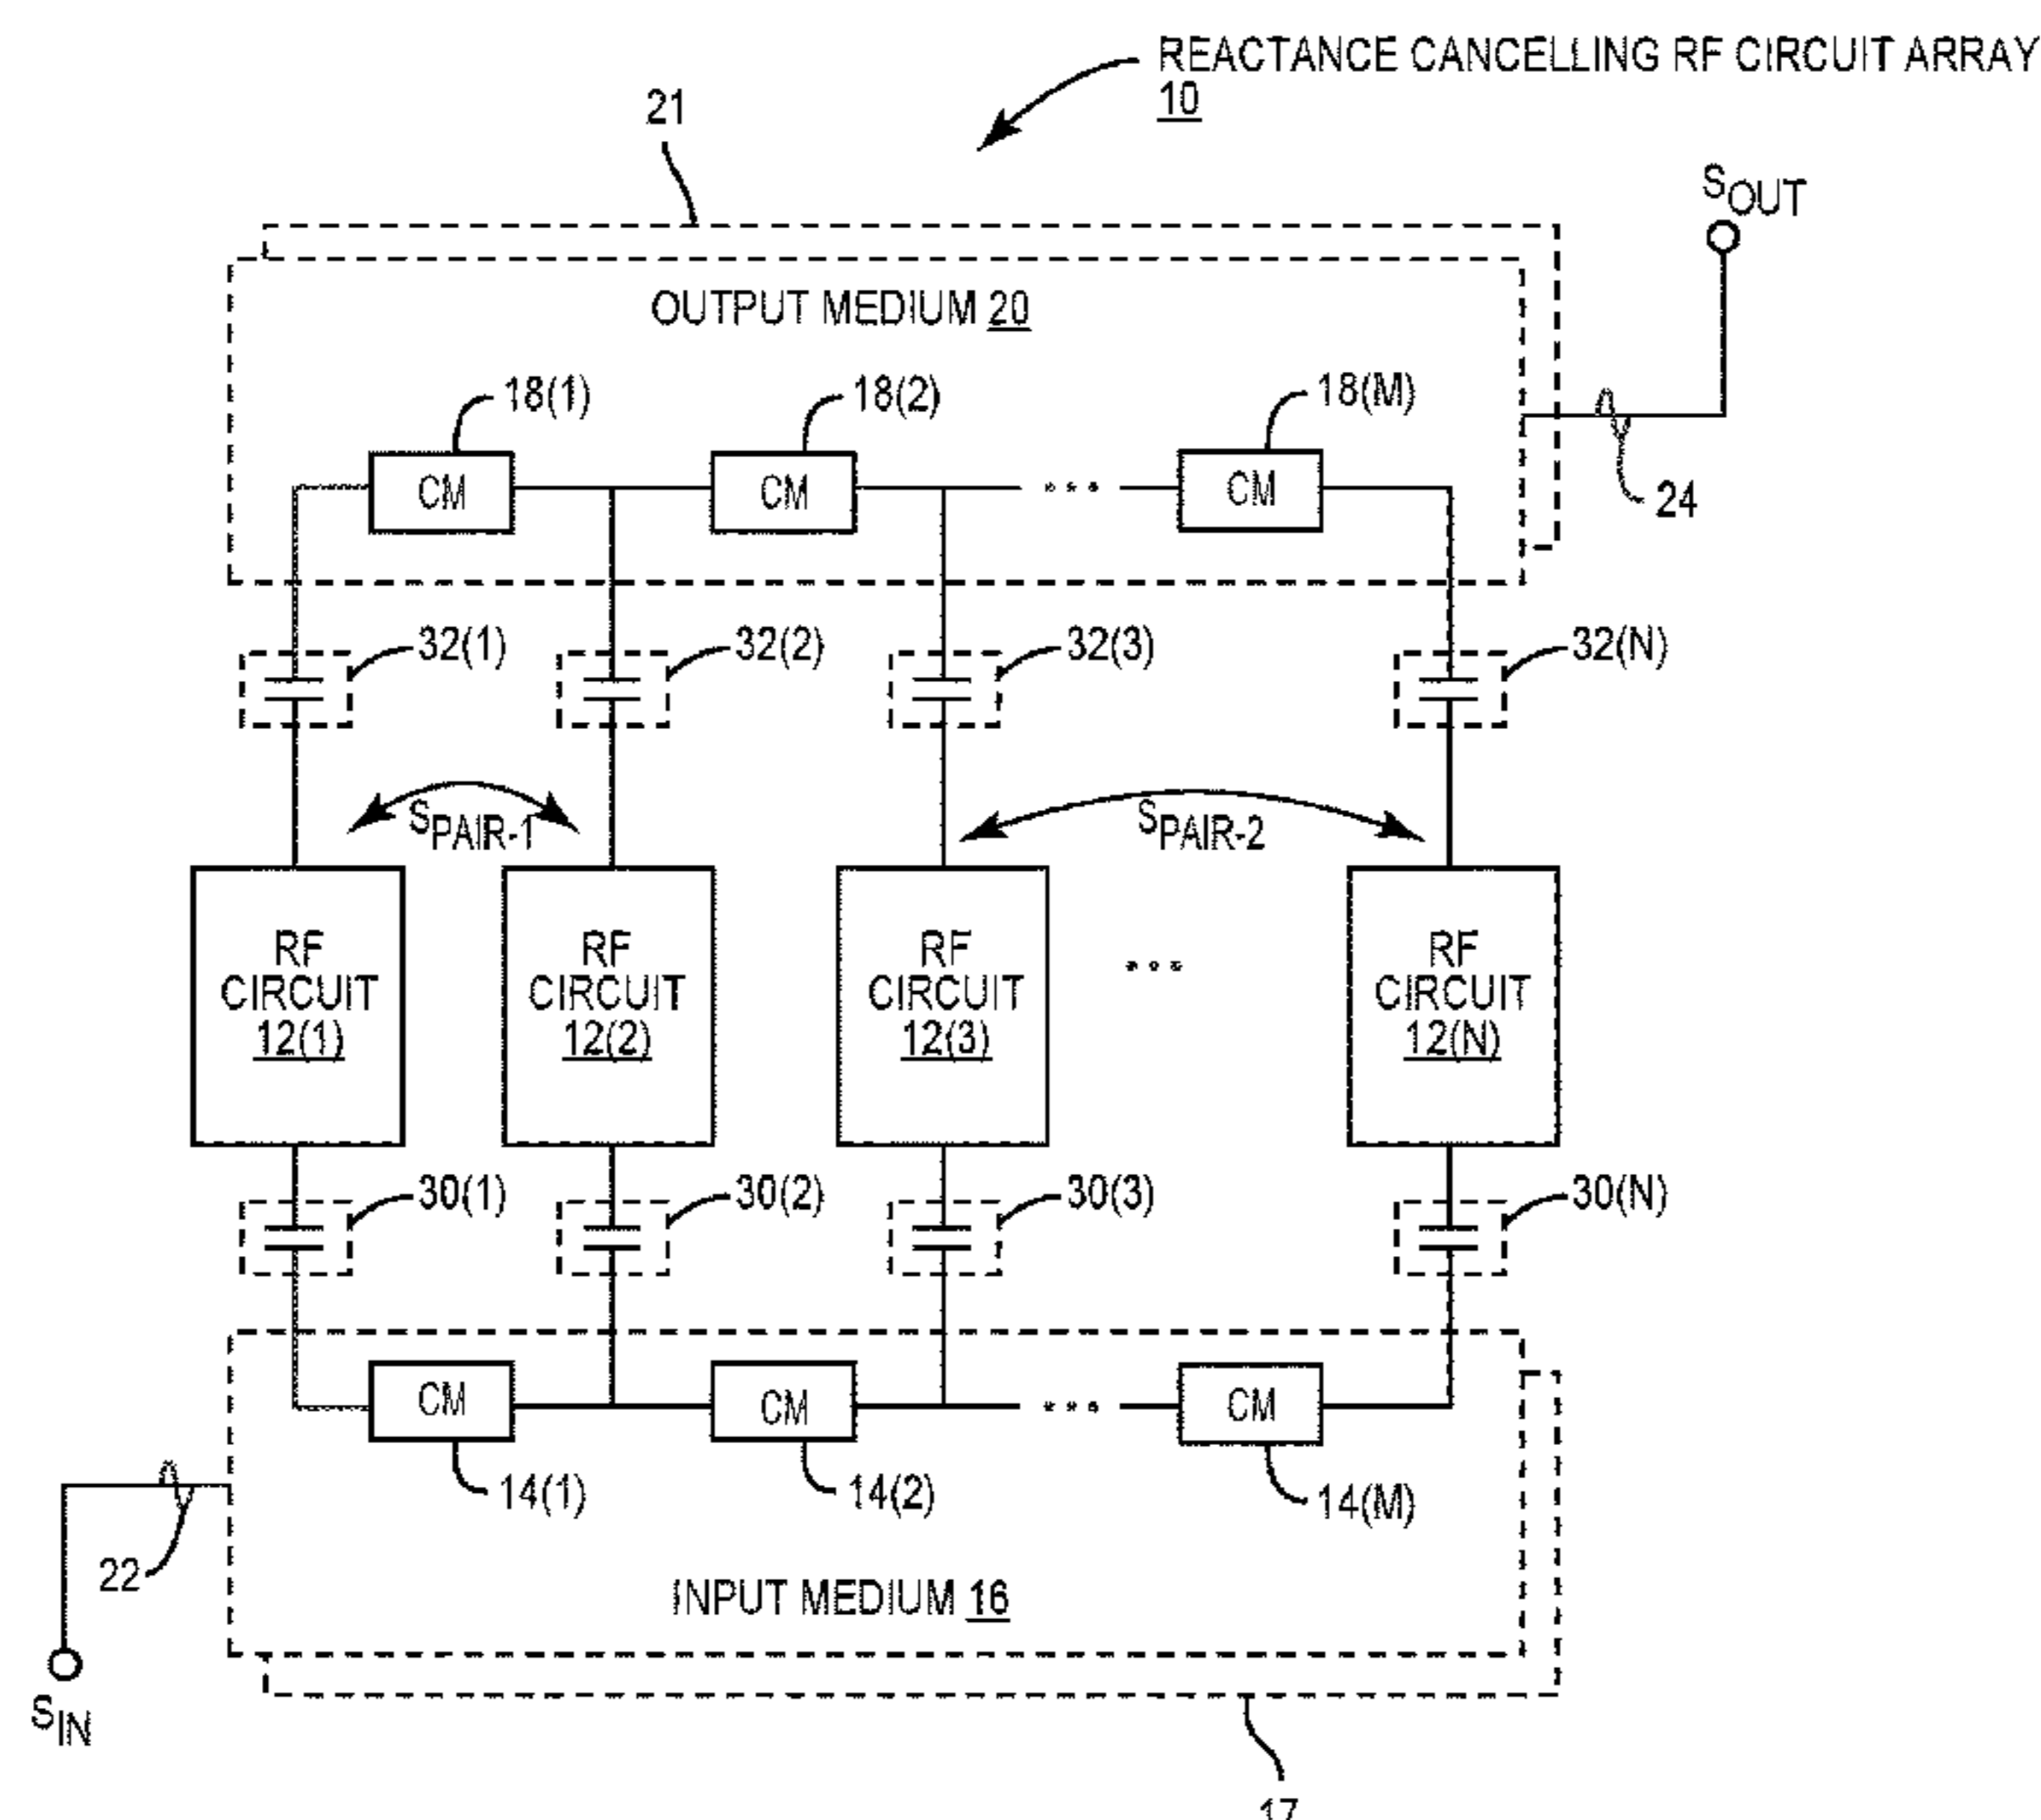 REACTANCE CANCELLING RF CIRCUIT ARRAY
10
21
SOUT
OUTPUT MEDIUM 20
18(1) 18(2) 18(M)
CM CM ... CM
24
32(1) 32(2) 32(3) 32(N)
SPAIR-1 SPAIR-2
RF RF RF RF
CIRCUIT CIRCUIT CIRCUIT ... CIRCUIT
12(1) 12(2) 12(3) 12(N)
30(1) 30(2) 30(3) 30(N)
CM CM ... CM
14(1) 14(2) 14(M)
22
INPUT MEDIUM 16
SIN
17